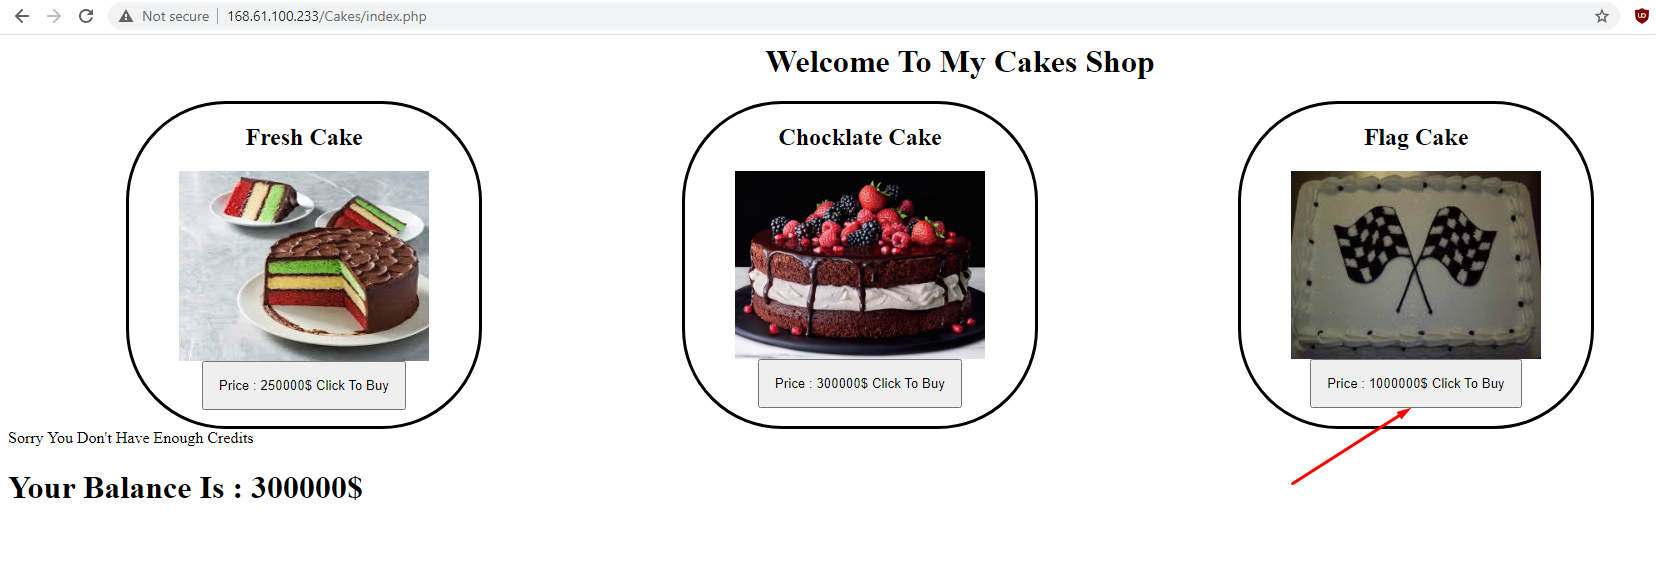 Not secure 168.61.100.233/Cakes/index.php
Welcome To My Cakes Shop
Fresh Cake
Price : 250000$ Click To Buy
Chocklate Cake
Price : 300000$ Click To Buy
Flag Cake
Price : 1000000$ Click To Buy
Sorry You Don't Have Enough Credits
Your Balance Is : 300000$